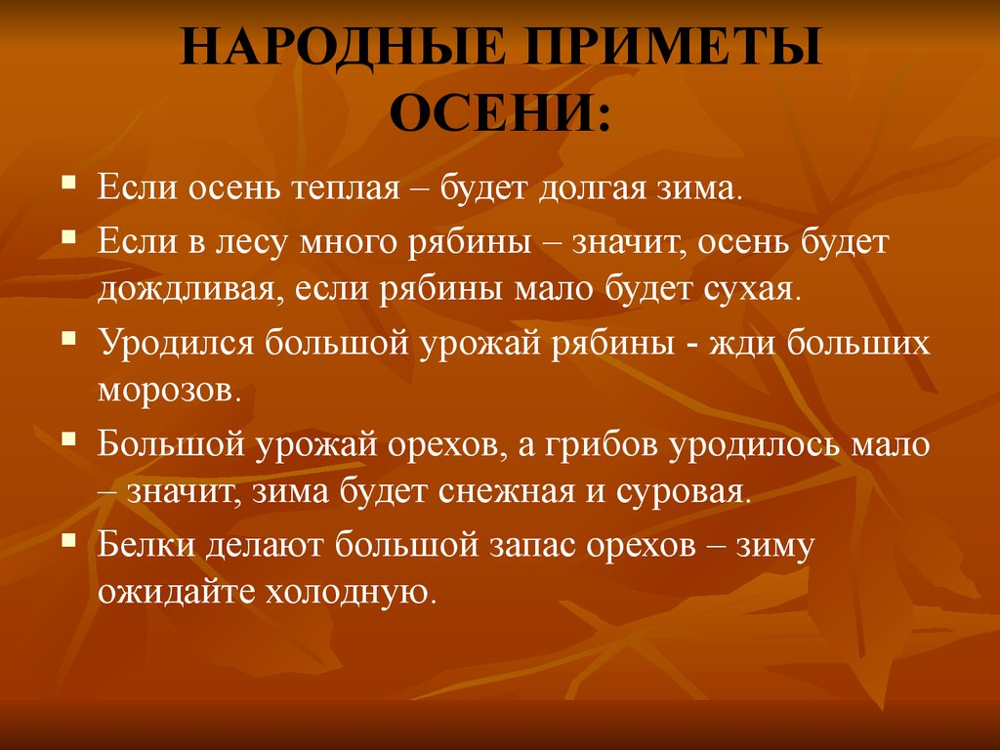 НАРОДНЫЕ ПРИМЕТЫ
ОСЕНИ:
Если осень теплая – будет долгая зима.
Если в лесу много рябины – значит, осень будет
дождливая, если рябины мало будет сухая.
Уродился большой урожай рябины - жди больших
морозов.
Большой урожай орехов, а грибов уродилось мало
– значит, зима будет снежная и суровая.
Белки делают большой запас орехов – зиму
ожидайте холодную.